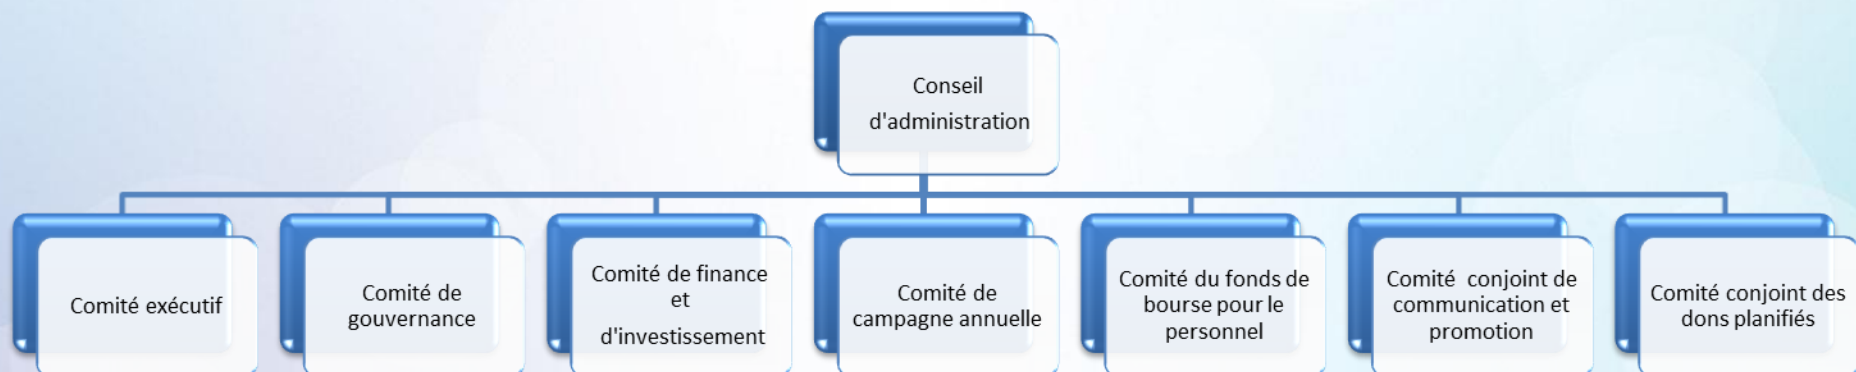 Conseil
d'administration
Comité exécutif
Comité de
gouvernance
Comité de finance
et
d'investissement
Comité de
campagne annuelle
Comité du fonds de
bourse pour le
personnel
Comité  conjoint de
communication et
promotion
Comité conjoint des
dons planifiés